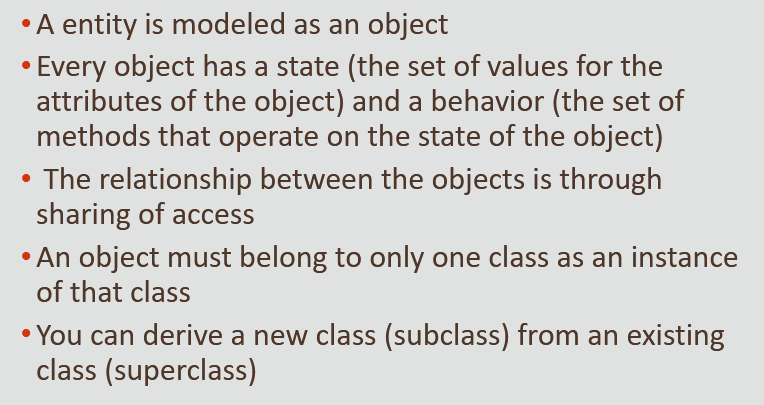 • A entity is modeled as an object
• Every object has a state (the set of values for the
attributes of the object) and a behavior (the set of
methods that operate on the state of the object)
• The relationship between the objects is through
sharing of access
• An object must belong to only one class as an instance
of that class
• You can derive a new class (subclass) from an existing
class (superclass)